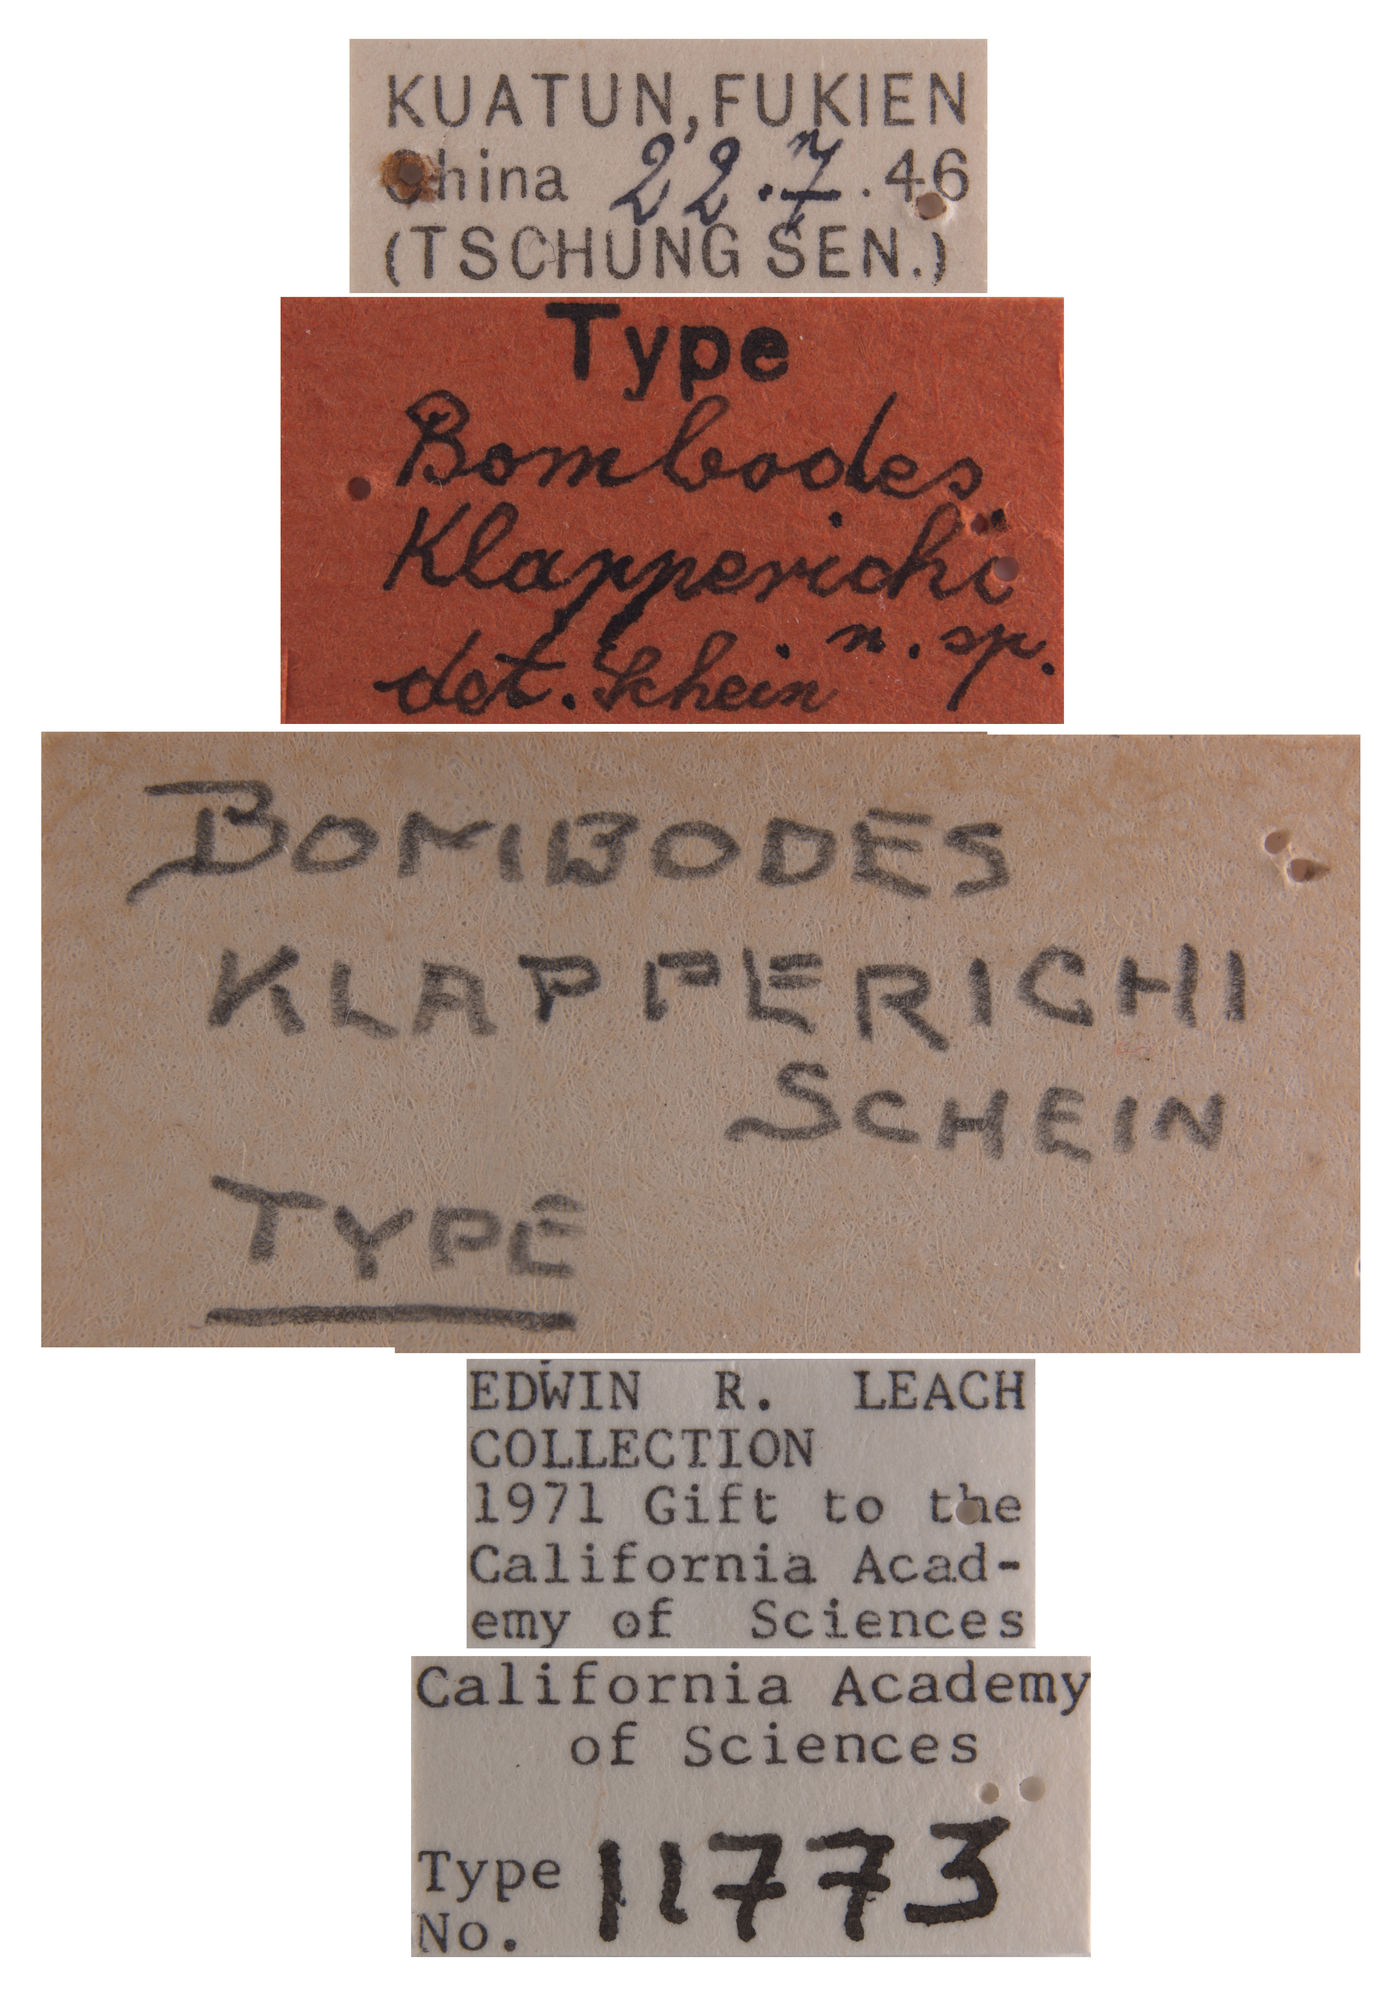 KUATUN, FUKIEN
China 22.7.46
(TSCHUNG SEN.)
Type
Bombodes
Klapperichi
n. sp.
det. Schein
BOMBODES
KLAPPERICHI
SCHEIN
TYPE
EDWIN R. LEACH
COLLECTION
1971 Gift to the
California Acad-
emy of Sciences
California Academy
of Sciences
Type
No. 11773